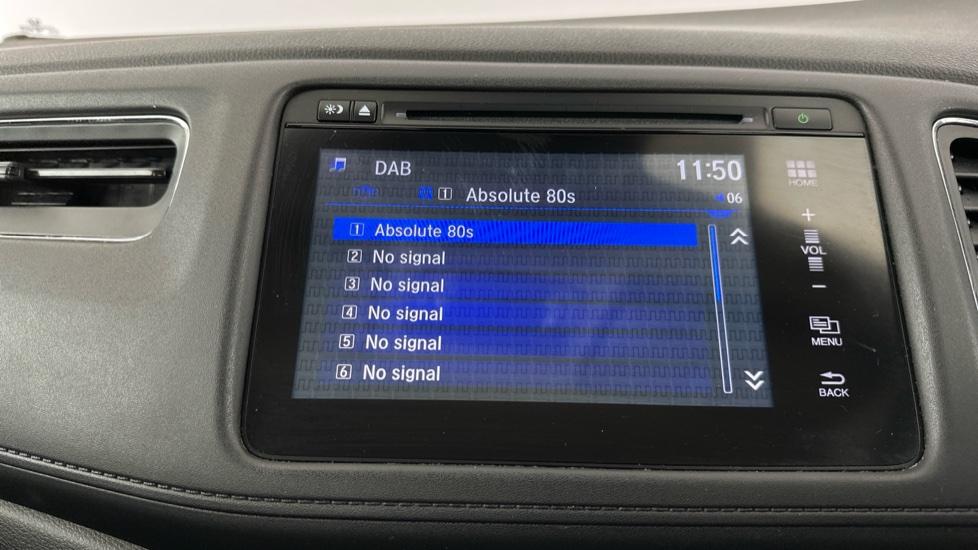 DAB
11:50
1 Absolute 80s
06
1 Absolute 80s
2 No signal
3 No signal
4 No signal
5 No signal
6 No signal
HOME
+
VOL
−
MENU
BACK